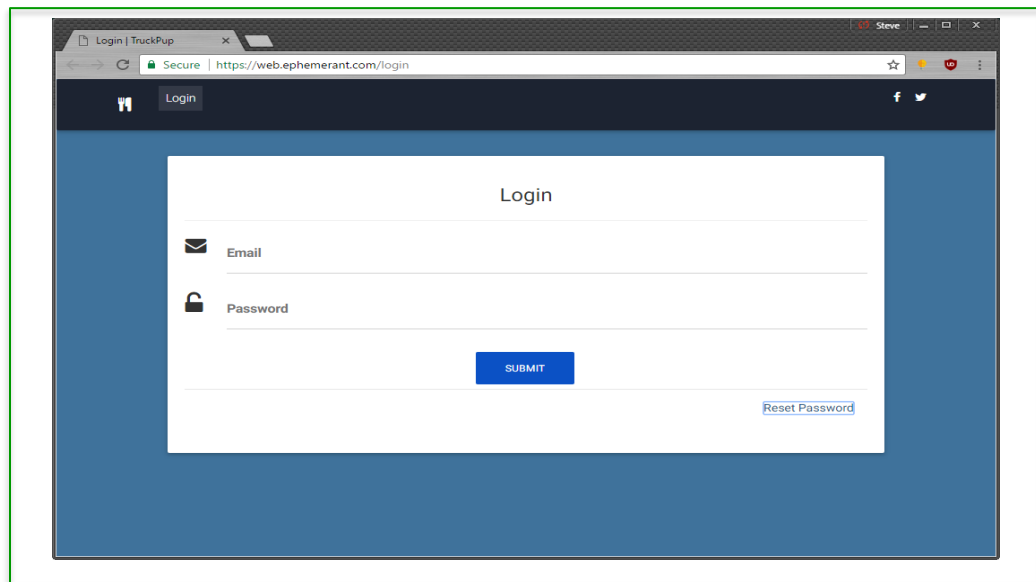 Steve
Login | TruckPup
Secure | https://web.ephemerant.com/login
Login
Login
Email
Password
SUBMIT
Reset Password